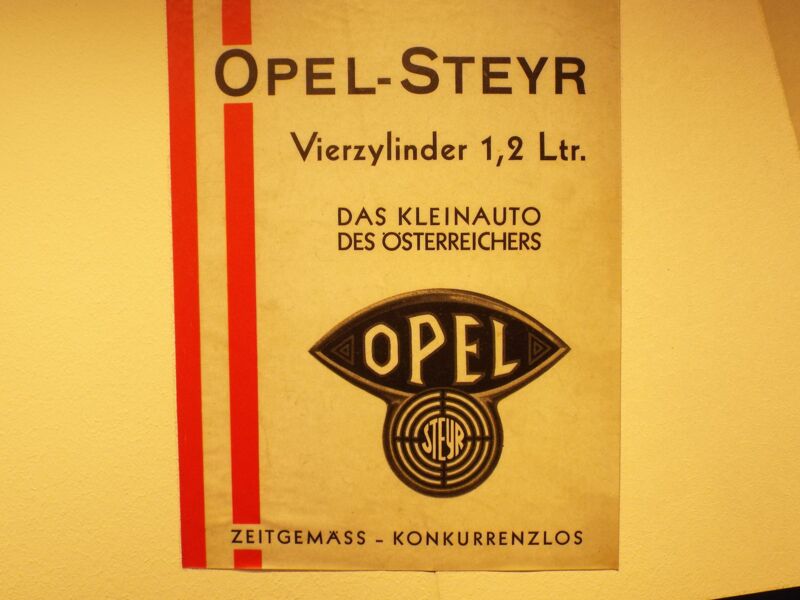 OPEL-STEYR
Vierzylinder 1,2 Ltr.
DAS KLEINAUTO
DES ÖSTERREICHERS
OPEL
STEYR
ZEITGEMÄSS – KONKURRENZLOS